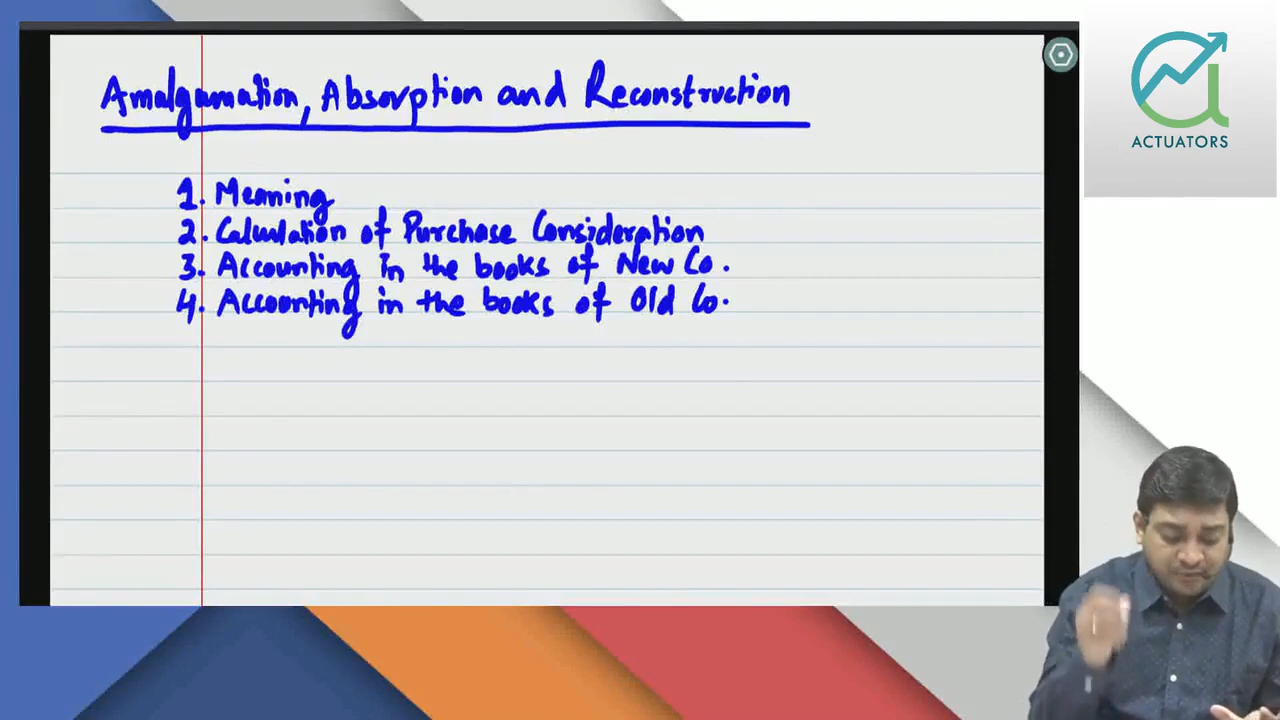 Amalgamation, Absorption and Reconstruction
1. Meaning
2. Calculation of Purchase Consideration
3. Accounting in the books of New Co.
4. Accounting in the books of Old Co.
ACTUATORS